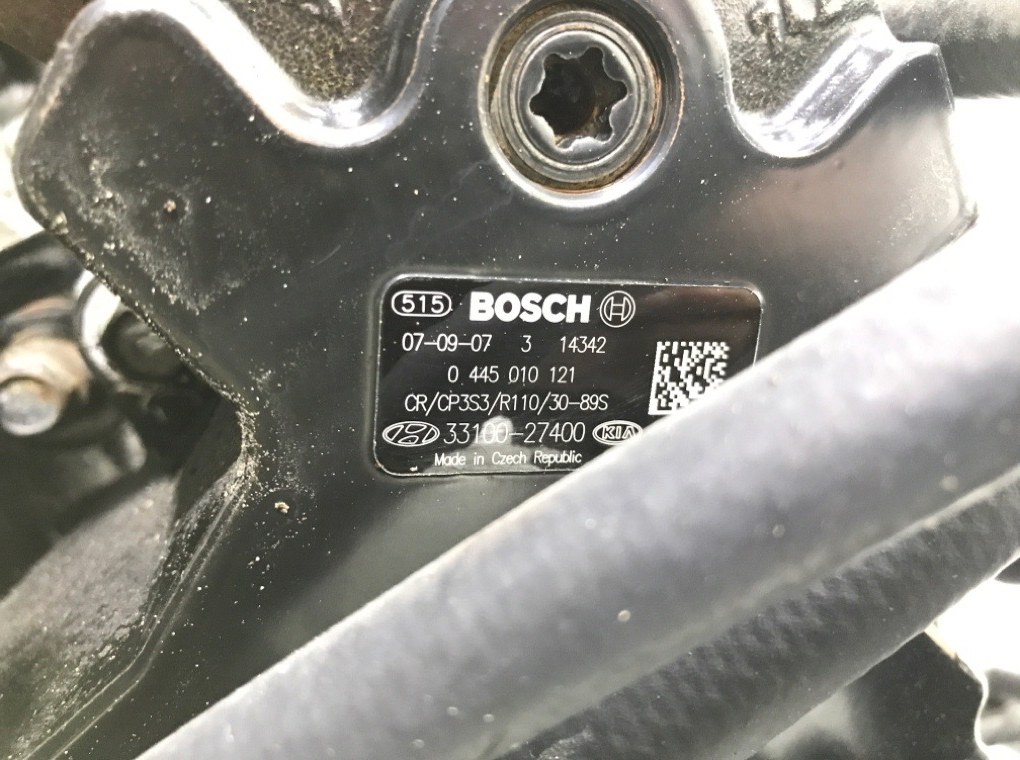 515 BOSCH
07-09-07 3 14342
0 445 010 121
CR/CP3S3/R110/30-89S
33100-27400 KIA
Made in Czech Republic